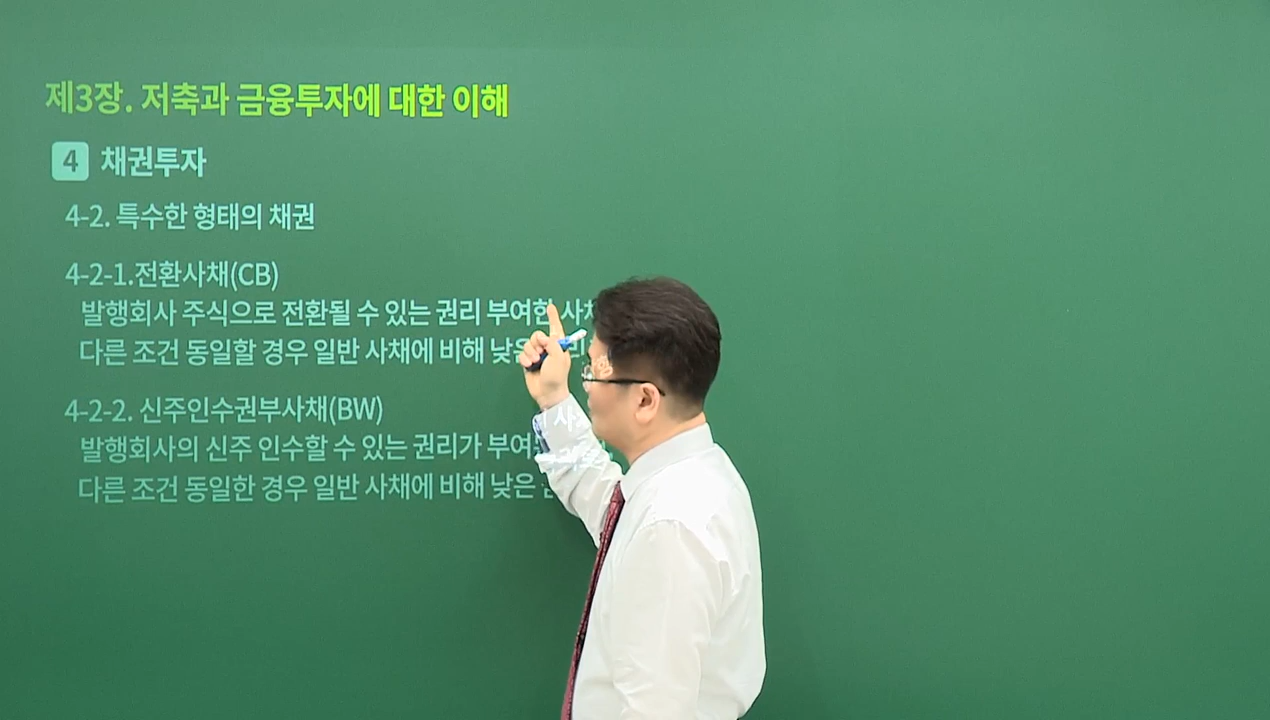 제3장. 저축과 금융투자에 대한 이해
4 채권투자
4-2. 특수한 형태의 채권
4-2-1.전환사채(CB)
발행회사 주식으로 전환될 수 있는 권리 부여한
다른 조건 동일할 경우 일반 사채에 비해 낮은
4-2-2. 신주인수권부사채(BW)
발행회사의 신주 인수할 수 있는 권리가
다른 조건 동일한 경우 일반 사채에 비해 낮은